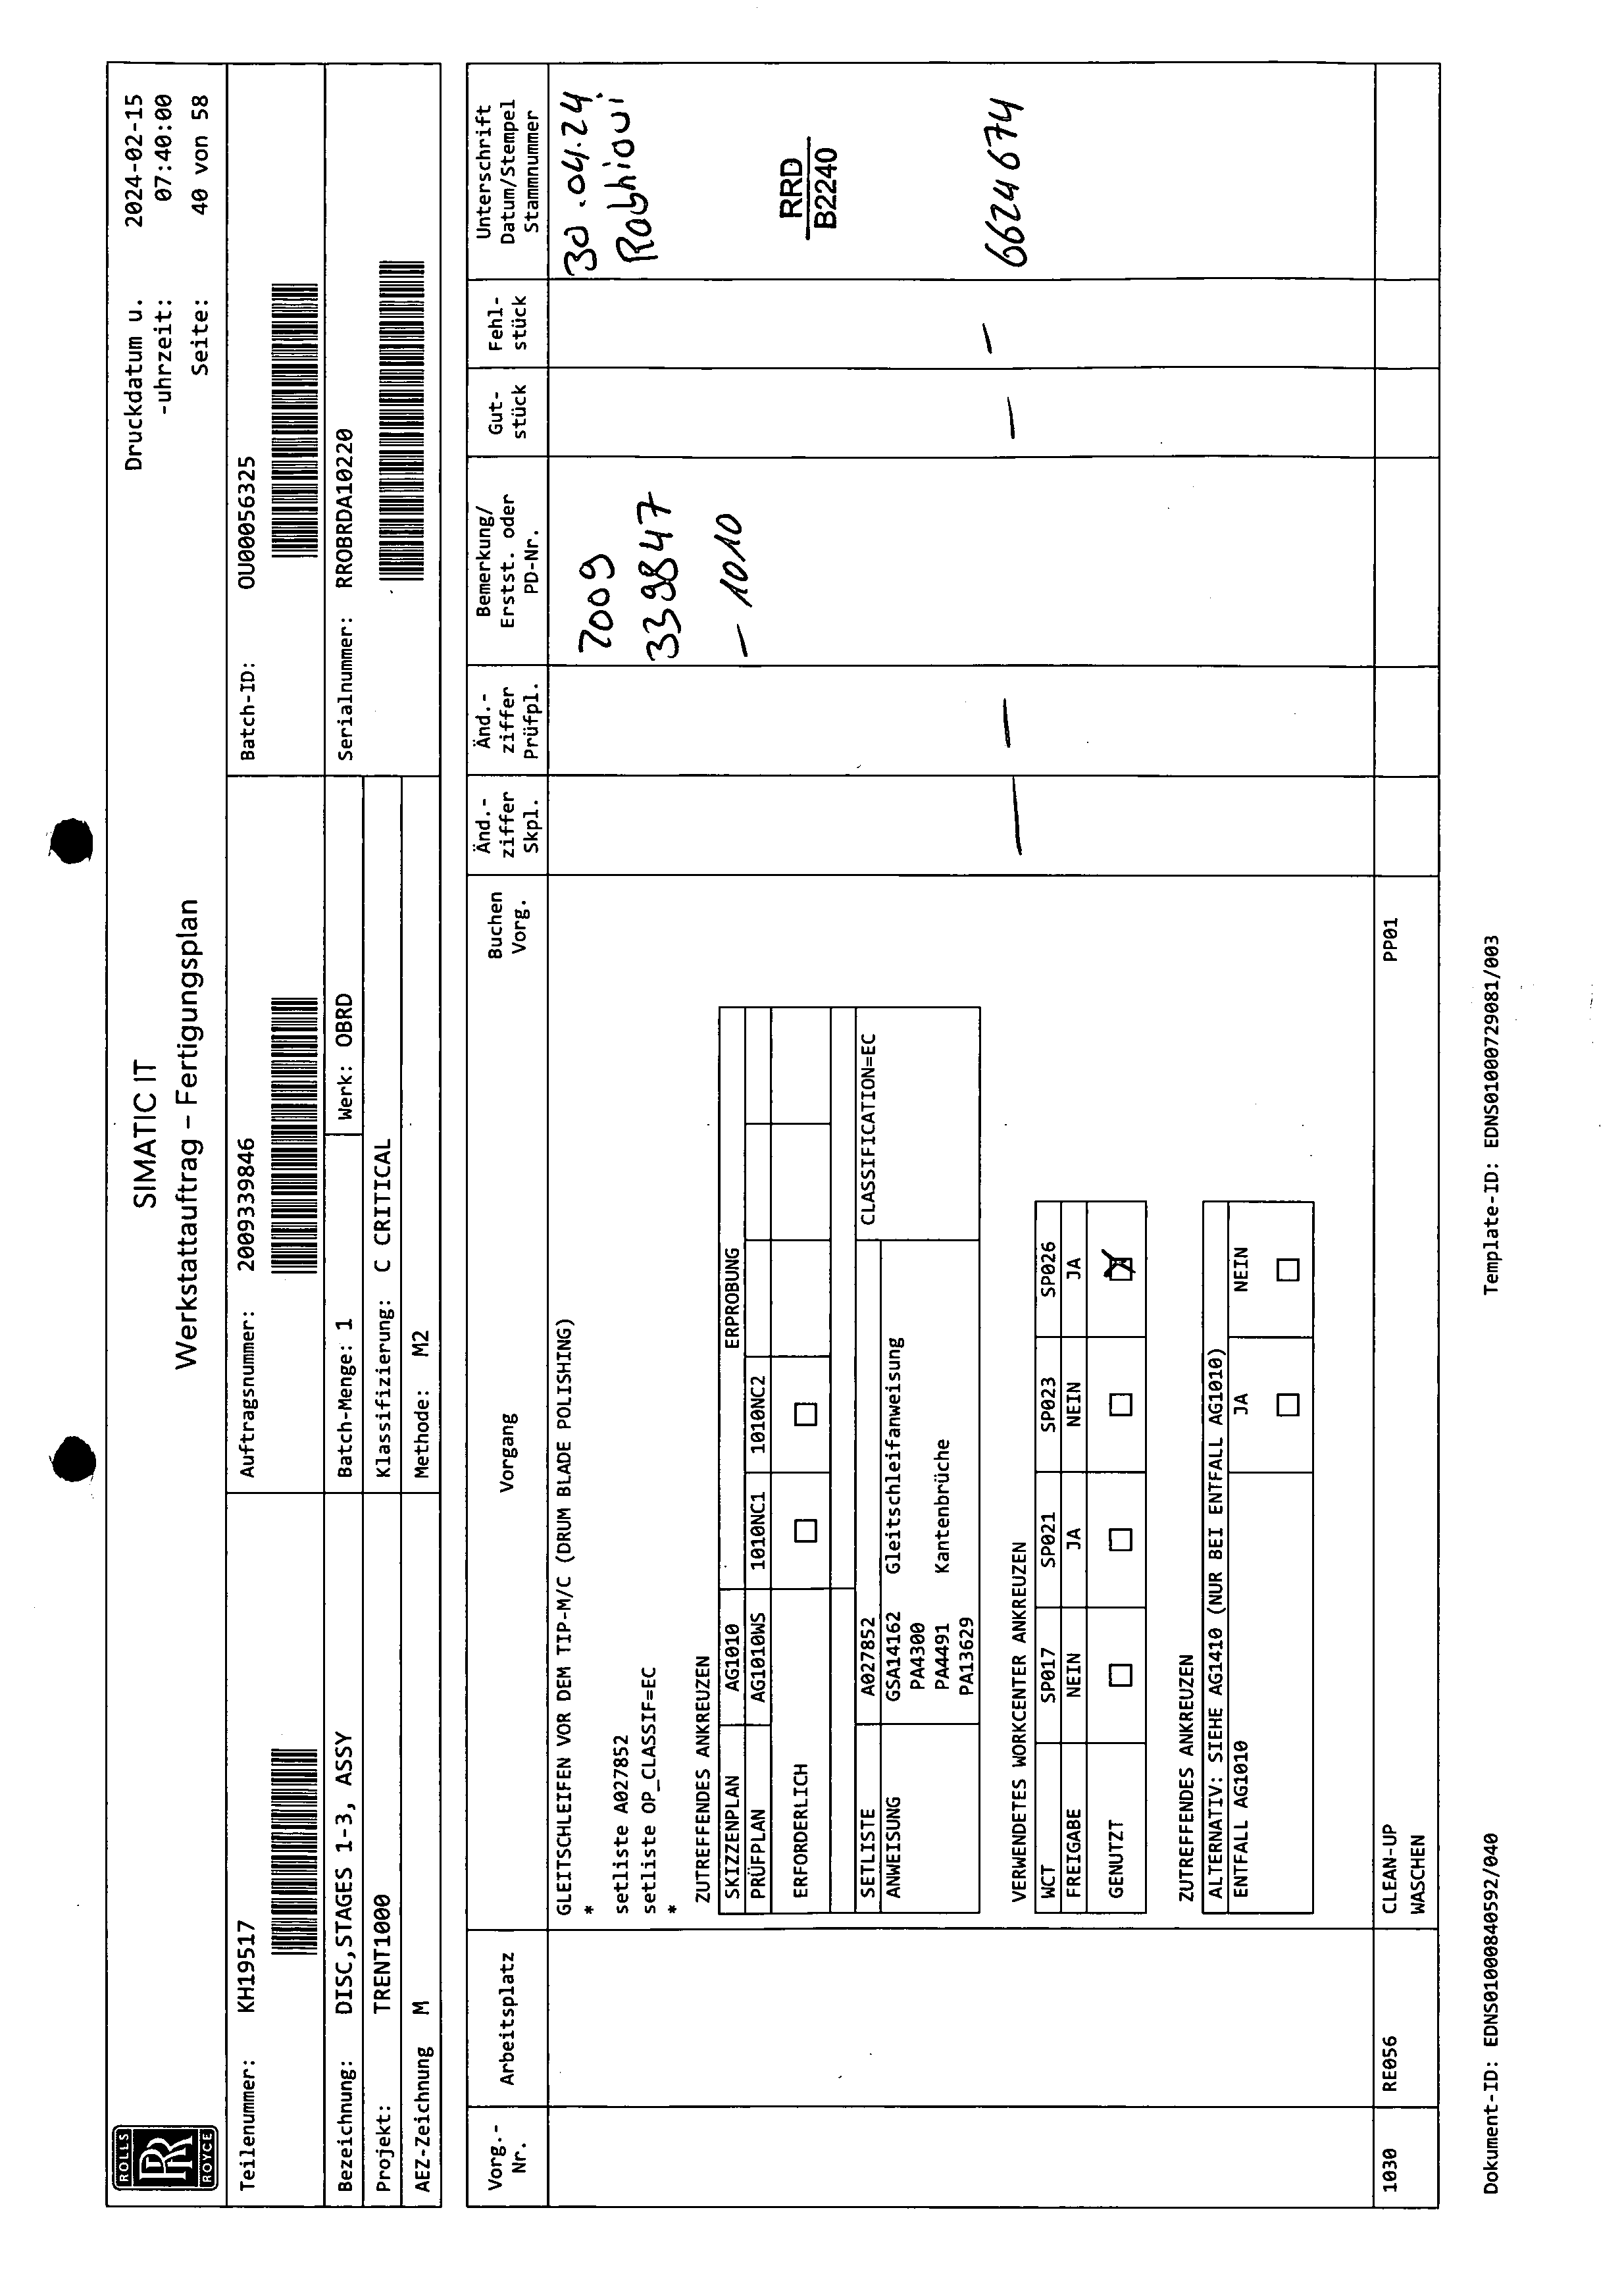 ROLLS
RR
ROYCE
SIMATIC IT
Werkstattauftrag – Fertigungsplan
Druckdatum u. 2024-02-15
-uhrzeit: 07:40:00
Seite: 40 von 58
Teilenummer: KH19517 Auftragsnummer: 2009339846 Batch-ID: OU00056325
Bezeichnung: DISC,STAGES 1-3, ASSY Batch-Menge: 1 Werk: OBRD Serialnummer: RROBRDA10220
Projekt: TRENT1000 Klassifizierung: C CRITICAL
AEZ-Zeichnung M Methode: M2
Vorg.-
Nr.
Arbeitsplatz
Vorgang
Buchen
Vorg.
Änd.-
ziffer
Skpl.
Änd.-
ziffer
Prüfpl.
Bemerkung/
Erstst. oder
PD-Nr.
Gut-
stück
Fehl-
stück
Unterschrift
Datum/Stempel
Stammnummer
GLEITSCHLEIFEN VOR DEM TIP-M/C (DRUM BLADE POLISHING)
*
setliste A027852
setliste OP_CLASSIF=EC
*
ZUTREFFENDES ANKREUZEN
SKIZZENPLAN AG1010 ERPROBUNG
PRÜFPLAN AG1010WS 1010NC1 1010NC2
ERFORDERLICH
SETLISTE A027852 CLASSIFICATION=EC
ANWEISUNG GSA14162 Gleitschleifanweisung
PA4300
PA4491 Kantenbrüche
PA13629
VERWENDETES WORKCENTER ANKREUZEN
WCT SP017 SP021 SP023 SP026
FREIGABE NEIN JA NEIN JA
GENUTZT
ZUTREFFENDES ANKREUZEN
ALTERNATIV: SIEHE AG1410 (NUR BEI ENTFALL AG1010)
ENTFALL AG1010 JA NEIN
2009
339847
- 1010
30.04.24
Rabhioui
RRD
B2240
6624674
1030 RE056 CLEAN-UP PP01
WASCHEN
Dokument-ID: EDNS01000840592/040 Template-ID: EDNS01000729081/003